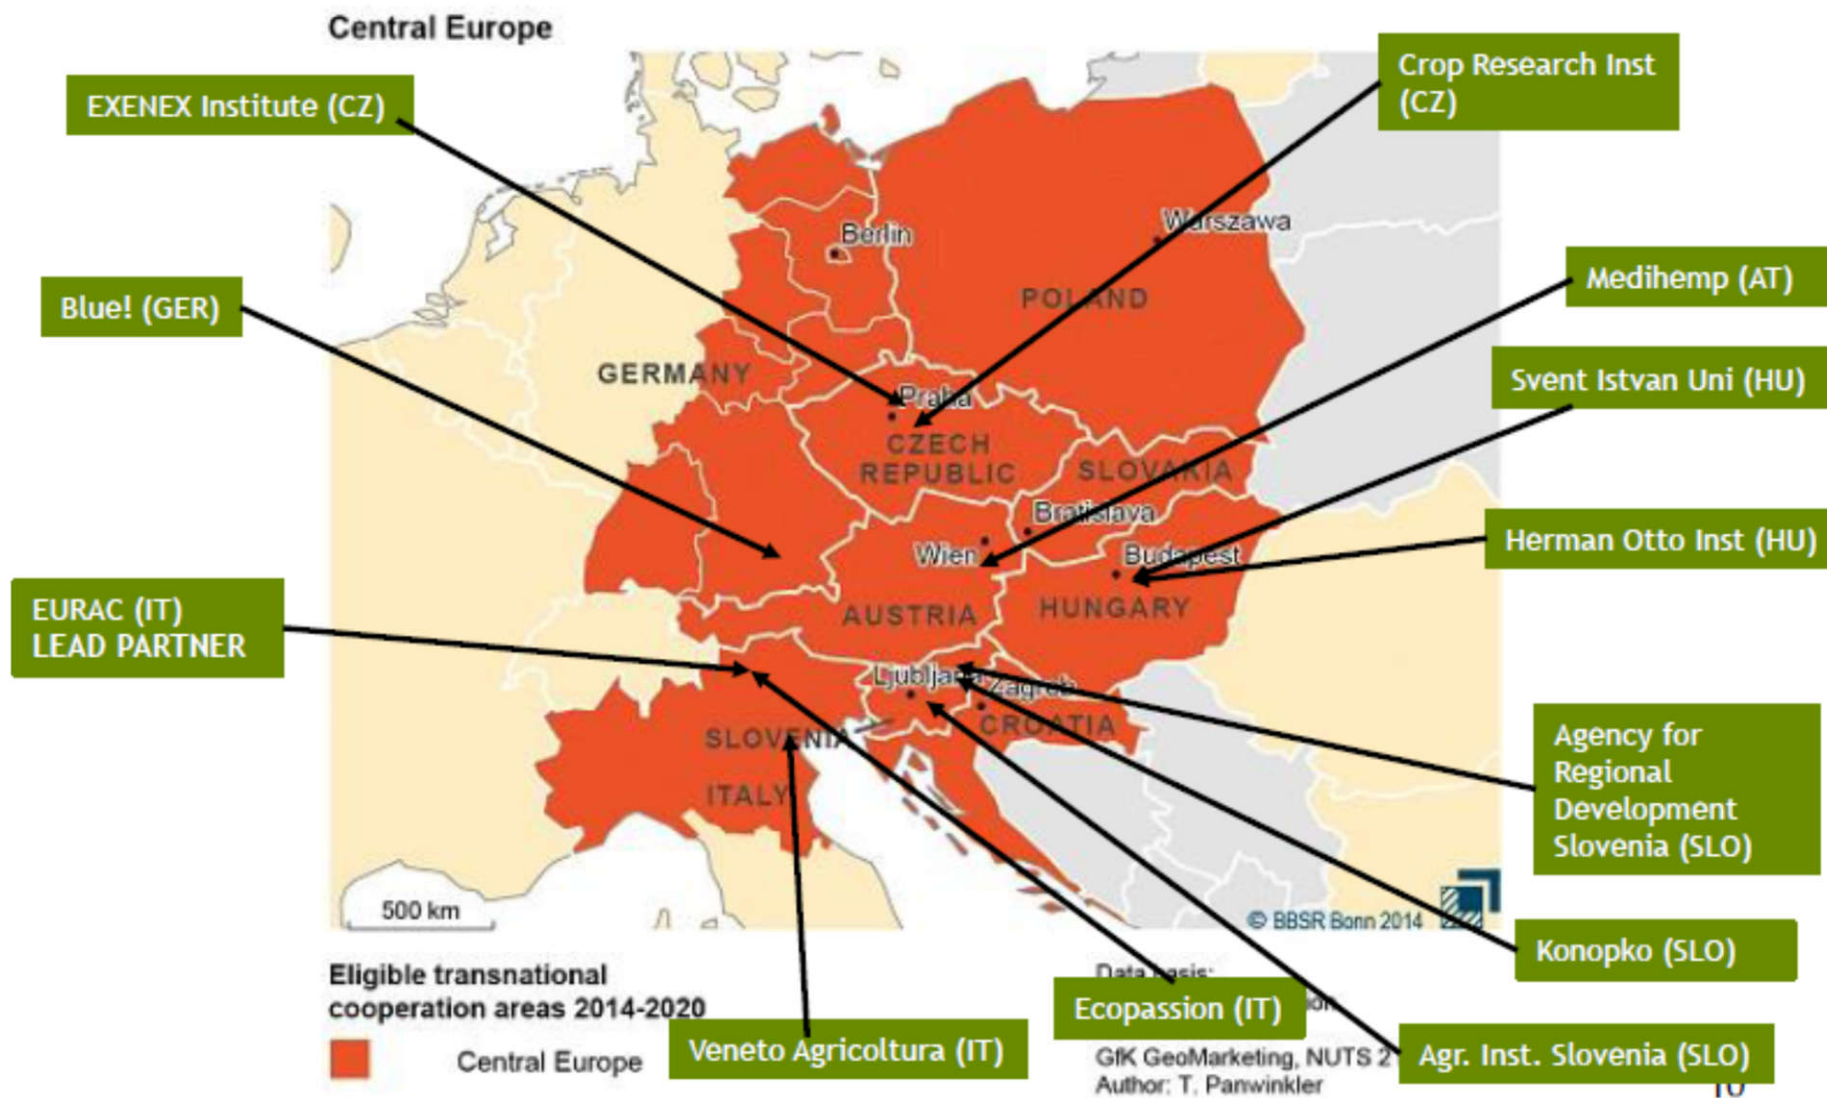 Central Europe
EXENEX Institute (CZ)
Crop Research Inst
(CZ)
Berlin
Warszawa
Blue! (GER)
POLAND
Medihemp (AT)
GERMANY
Svent Istvan Uni (HU)
Praha
CZECH
REPUBLIC
SLOVAKIA
Bratislava
Wien
Budapest
Herman Otto Inst (HU)
EURAC (IT)
LEAD PARTNER
AUSTRIA
HUNGARY
Ljubljana
Zagreb
SLOVENIA
CROATIA
ITALY
Agency for
Regional
Development
Slovenia (SLO)
500 km
© BBSR Bonn 2014
Konopko (SLO)
Eligible transnational
cooperation areas 2014-2020
Central Europe
Data basis:
Ecopassion (IT)
Veneto Agricoltura (IT)
GfK GeoMarketing, NUTS 2
Author: T. Panwinkler
Agr. Inst. Slovenia (SLO)
10